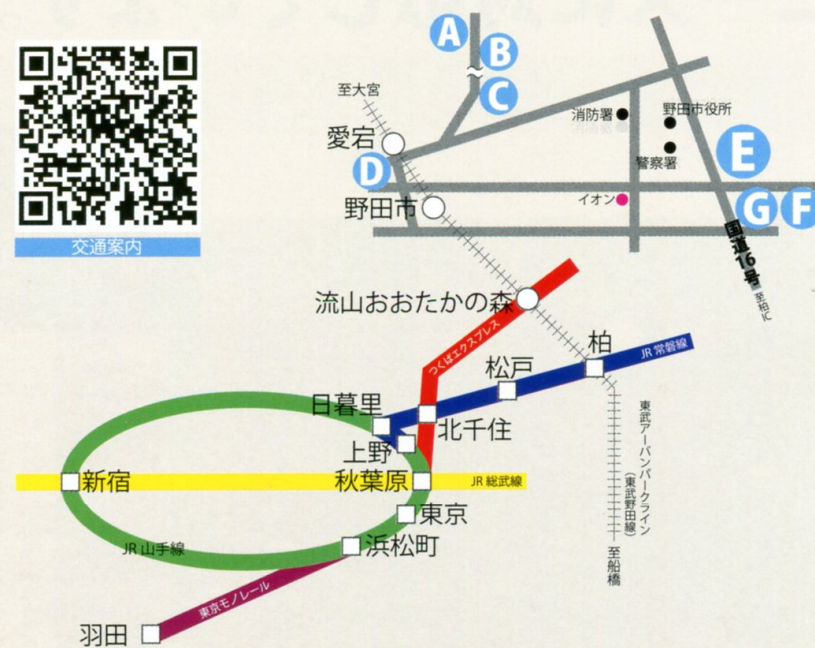 A
B
C
至大宮
愛宕
消防署
野田市役所
警察署
D
E
野田市
イオン
G
F
国道16号
至柏IC
交通案内
流山おおたかの森
つくばエクスプレス
柏
JR 常磐線
松戸
日暮里
北千住
上野
新宿
秋葉原
JR 総武線
東武アーバンパークライン
(東武野田線)
東京
JR 山手線
浜松町
至船橋
東京モノレール
羽田